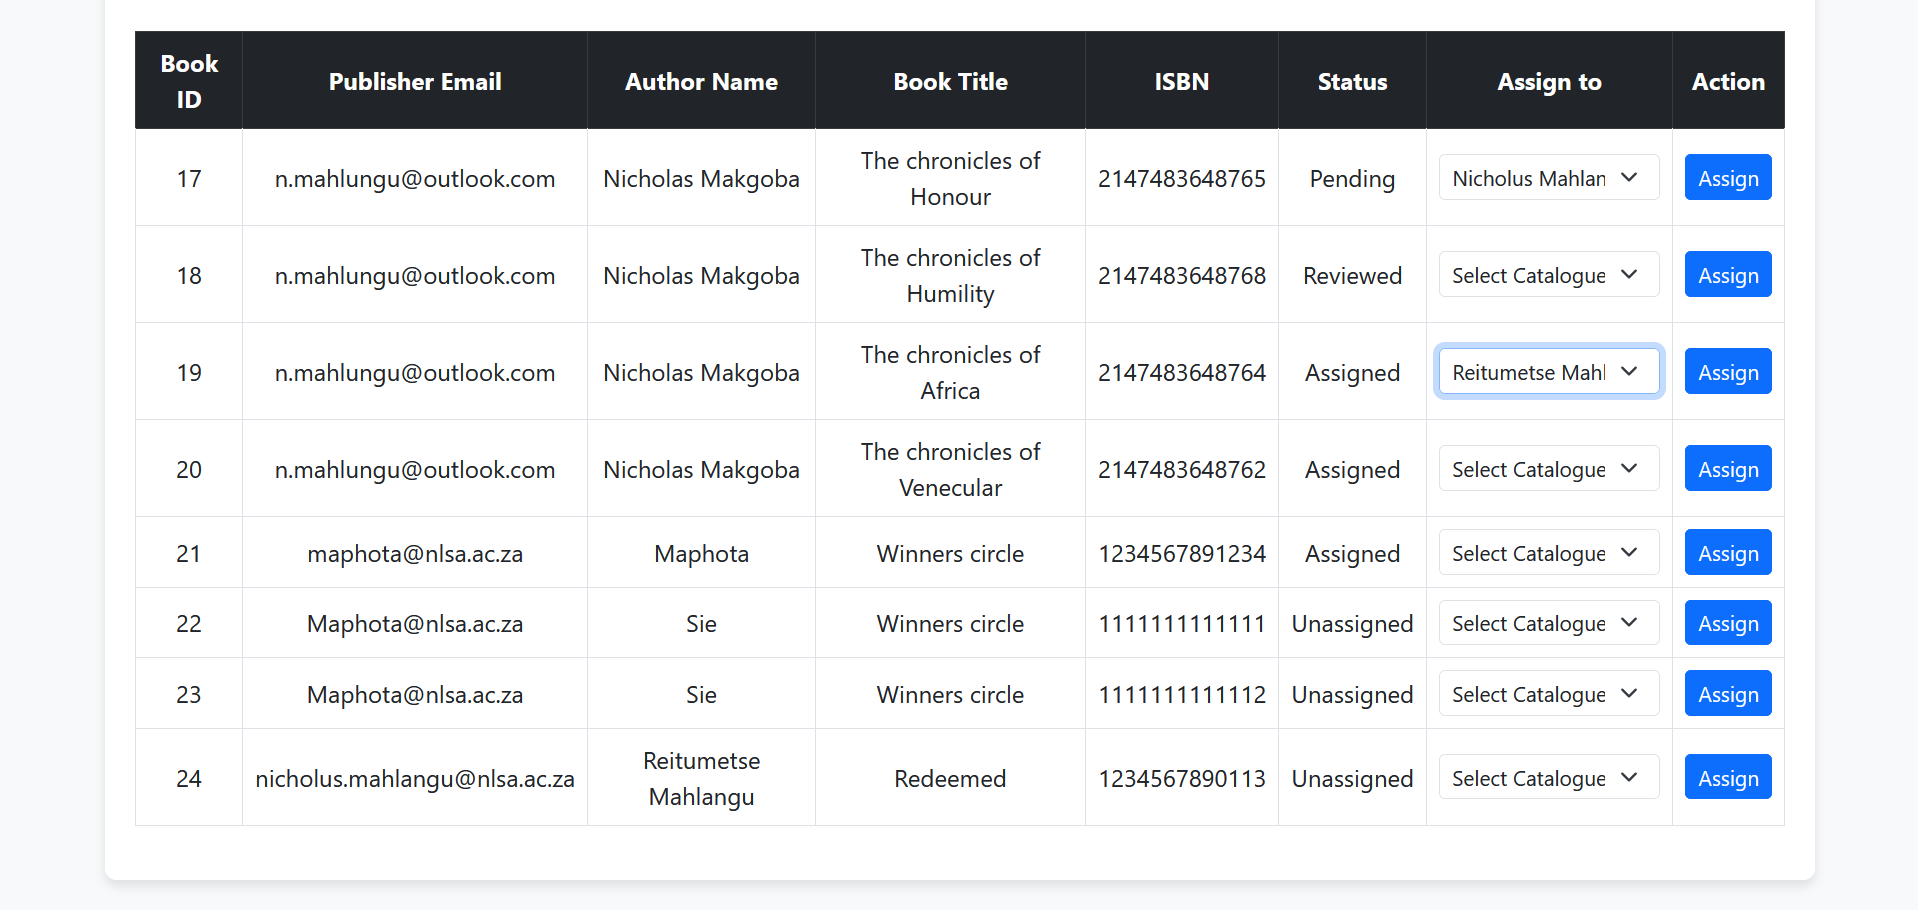 Book ID Publisher Email Author Name Book Title ISBN Status Assign to Action
17 n.mahlungu@outlook.com Nicholas Makgoba The chronicles of Honour 2147483648765 Pending Nicholus Mahlan Assign
18 n.mahlungu@outlook.com Nicholas Makgoba The chronicles of Humility 2147483648768 Reviewed Select Catalogue Assign
19 n.mahlungu@outlook.com Nicholas Makgoba The chronicles of Africa 2147483648764 Assigned Reitumetse Mahl Assign
20 n.mahlungu@outlook.com Nicholas Makgoba The chronicles of Venecular 2147483648762 Assigned Select Catalogue Assign
21 maphota@nlsa.ac.za Maphota Winners circle 1234567891234 Assigned Select Catalogue Assign
22 Maphota@nlsa.ac.za Sie Winners circle 1111111111111 Unassigned Select Catalogue Assign
23 Maphota@nlsa.ac.za Sie Winners circle 1111111111112 Unassigned Select Catalogue Assign
24 nicholus.mahlangu@nlsa.ac.za Reitumetse Mahlangu Redeemed 1234567890113 Unassigned Select Catalogue Assign